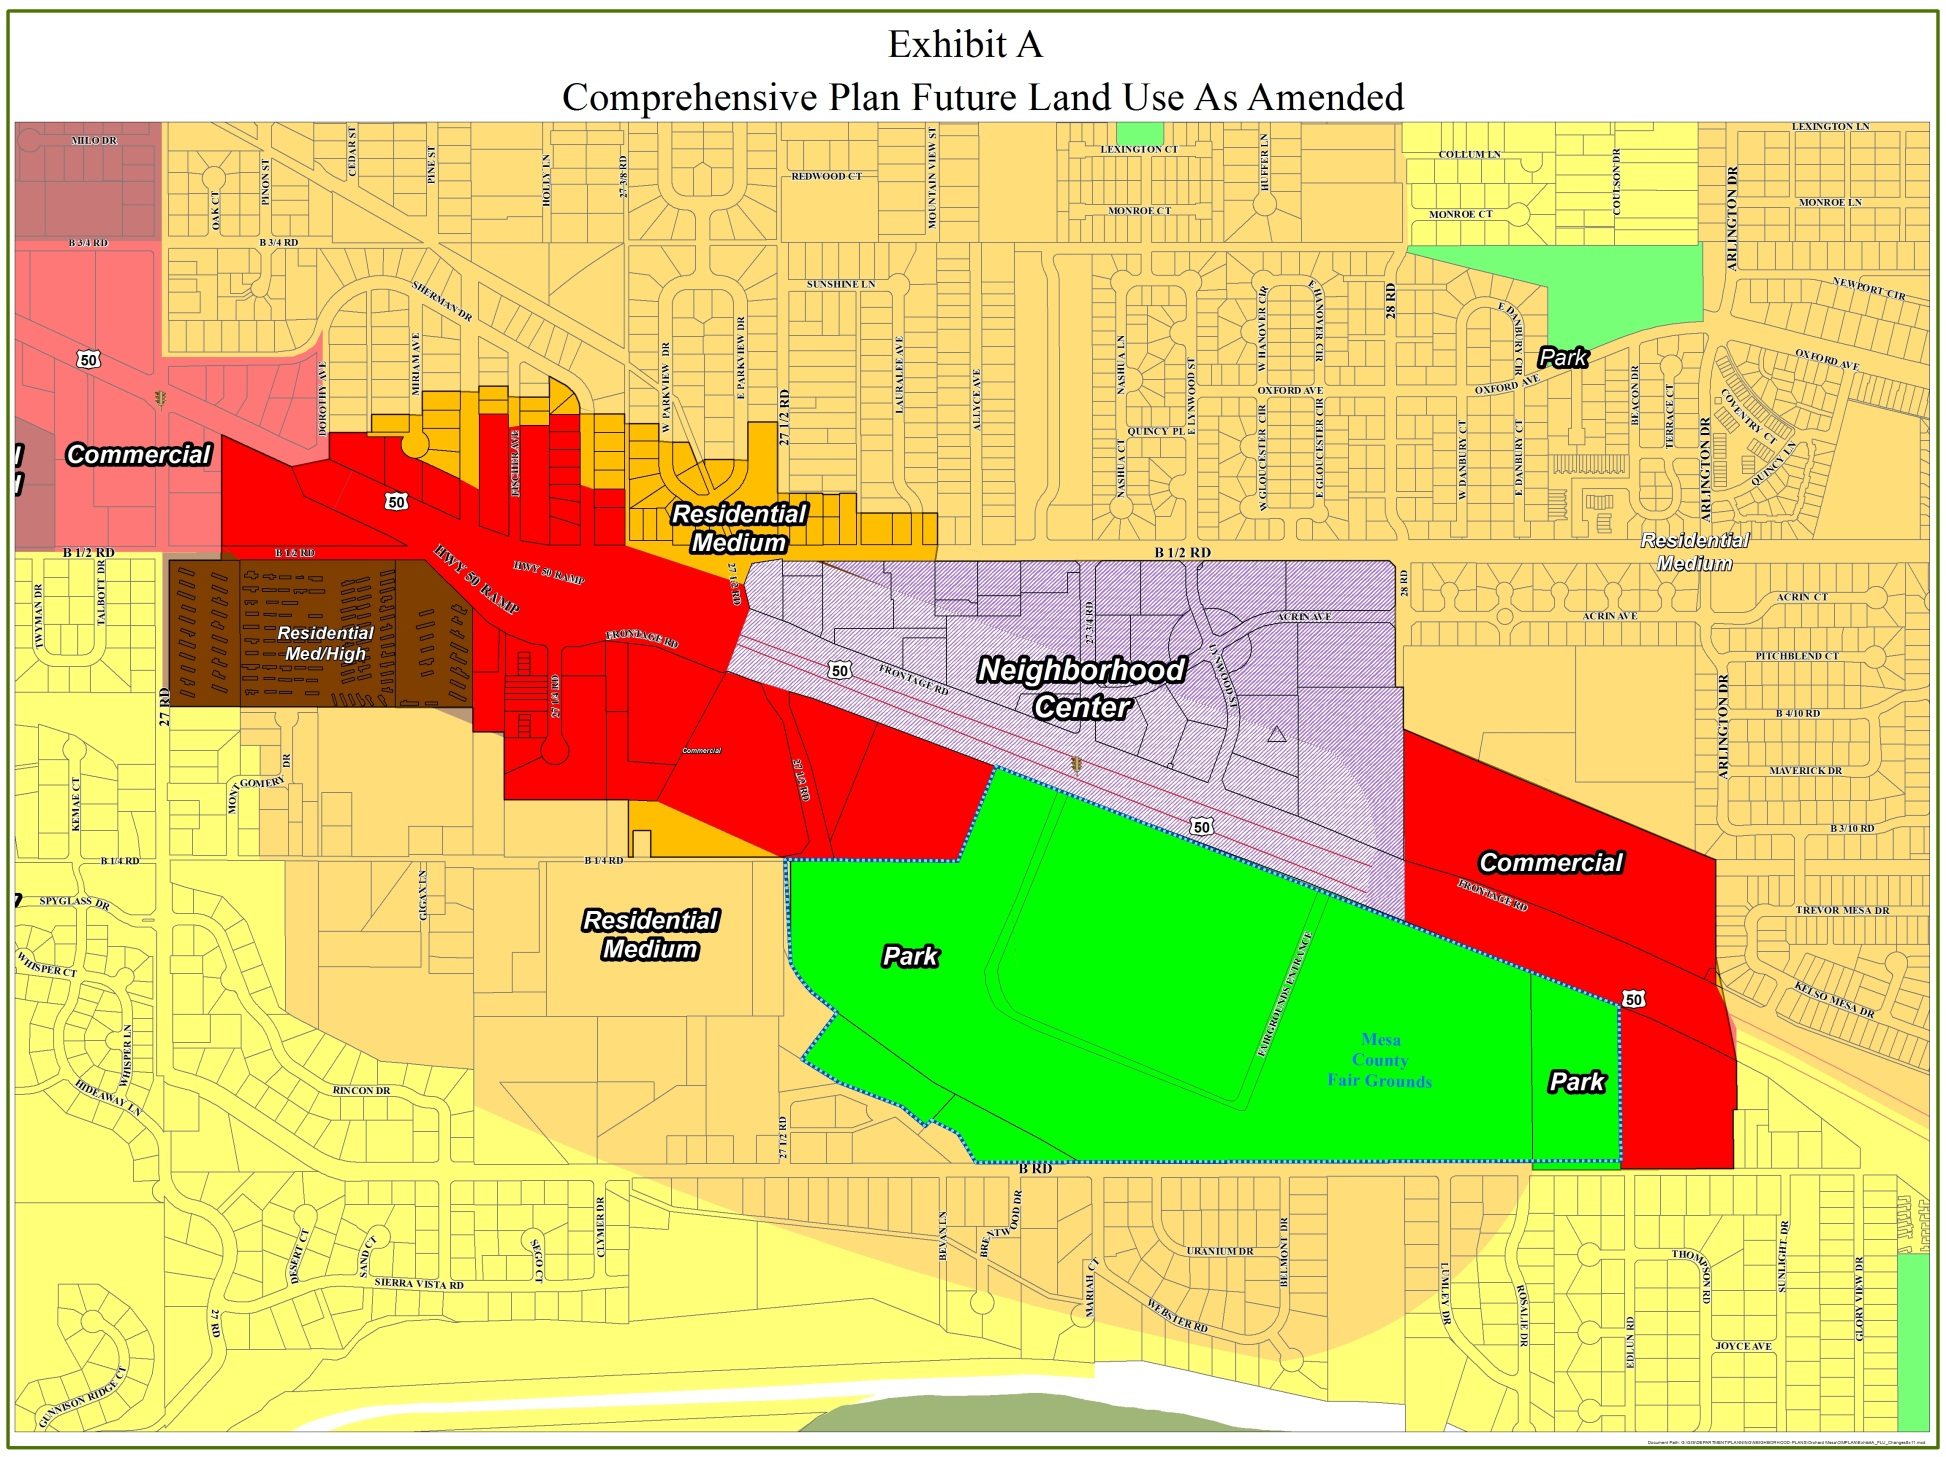 Exhibit A
Comprehensive Plan Future Land Use As Amended
MILO DR
OAK CT
PINON ST
CEDAR ST
PINE ST
HOLLY LN
27 3/8 RD
REDWOOD CT
MOUNTAIN VIEW ST
LEXINGTON CT
MONROE CT
HUFFER LN
COLLUM LN
MONROE CT
COULSON DR
ARLINGTON DR
LEXINGTON LN
MONROE LN
B 3/4 RD
B 3/4 RD
SHERMAN DR
SUNSHINE LN
28 RD
NEWPORT CIR
50
DOROTHY AVE
MIRIAM AVE
W PARKVIEW DR
E PARKVIEW DR
27 1/2 RD
LAURALEE AVE
ALLYCE AVE
NASHUA LN
E LYNWOOD ST
W HANOVER CIR
E HANOVER CIR
E DANBURY CIR
Park
OXFORD AVE
OXFORD AVE
OXFORD AVE
BEACON DR
TERRACE CT
COVENTRY CT
QUINCY LN
ARLINGTON DR
QUINCY PL
NASHUA CT
W GLOUCESTER CIR
E GLOUCESTER CIR
W DANBURY CT
E DANBURY CT
Commercial
FISCHER AVE
50
Residential
Medium
Residential
Medium
B 1/2 RD
B 1/2 RD
B 1/2 RD
HWY 50 RAMP
HWY 50 RAMP
27 1/2 RD
28 RD
TWYMAN DR
TALBOTT DR
Residential
Med/High
FRONTAGE RD
27 3/4 RD
ACRIN AVE
ACRIN AVE
ACRIN CT
PITCHBLEND CT
50
FRONTAGE RD
Neighborhood
Center
LYNWOOD ST
27 RD
27 1/4 RD
B 4/10 RD
ARLINGTON DR
MAVERICK DR
Commercial
27 1/2 RD
KEMAE CT
MONT
GOMERY
DR
50
B 3/10 RD
B 1/4 RD
B 1/4 RD
Commercial
FRONTAGE RD
GIGAX LN
SPYGLASS DR
TREVOR MESA DR
Residential
Medium
Park
FAIRGROUNDS ENTRANCE
WHISPER CT
50
KELSO MESA DR
WHISPER LN
Mesa
County
Fair Grounds
Park
HIDEAWAY LN
RINCON DR
27 1/2 RD
B RD
DESERT CT
SAND CT
SEGO CT
CLYMER DR
SIERRA VISTA RD
BEVAN LN
BRENTWOOD DR
MARIAH CT
URANIUM DR
BELMONT DR
WEBSTER RD
LUMLEY DR
ROSALIE DR
THOMPSON RD
SUNLIGHT DR
GLORY VIEW DR
EDLUN RD
JOYCE AVE
27 RD
GUNNISON RIDGE CT